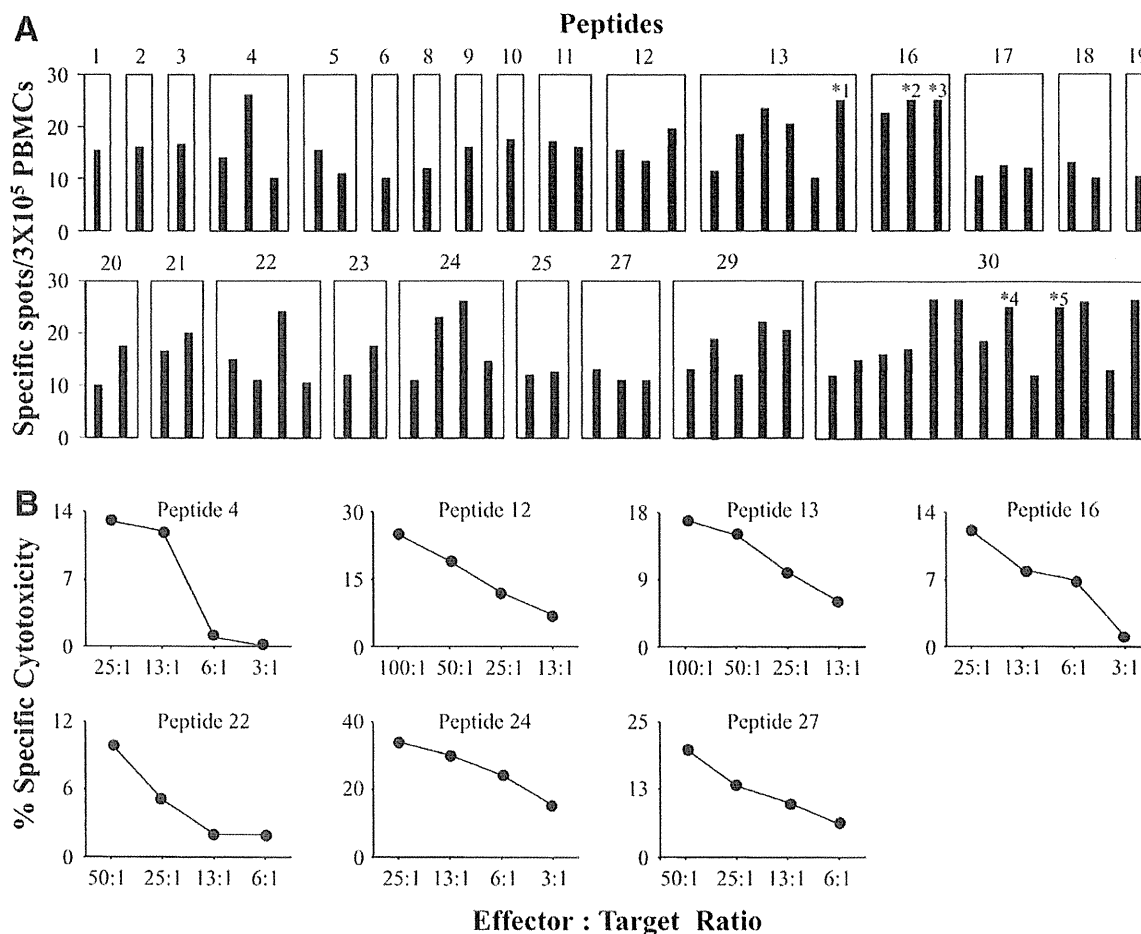 A
Peptides
1 2 3 4 5 6 8 9 10 11 12 13 16 17 18 19
Specific spots/3X10⁵ PBMCs
30
20
10
0
*1 *2 *3
20 21 22 23 24 25 27 29 30
30
20
10
0
*4 *5
B
% Specific Cytotoxicity
Peptide 4
14
7
0
25:1 13:1 6:1 3:1
Peptide 12
30
15
0
100:1 50:1 25:1 13:1
Peptide 13
18
9
0
100:1 50:1 25:1 13:1
Peptide 16
14
7
0
25:1 13:1 6:1 3:1
Peptide 22
12
6
0
50:1 25:1 13:1 6:1
Peptide 24
40
20
0
25:1 13:1 6:1 3:1
Peptide 27
25
13
0
50:1 25:1 13:1 6:1
Effector : Target Ratio